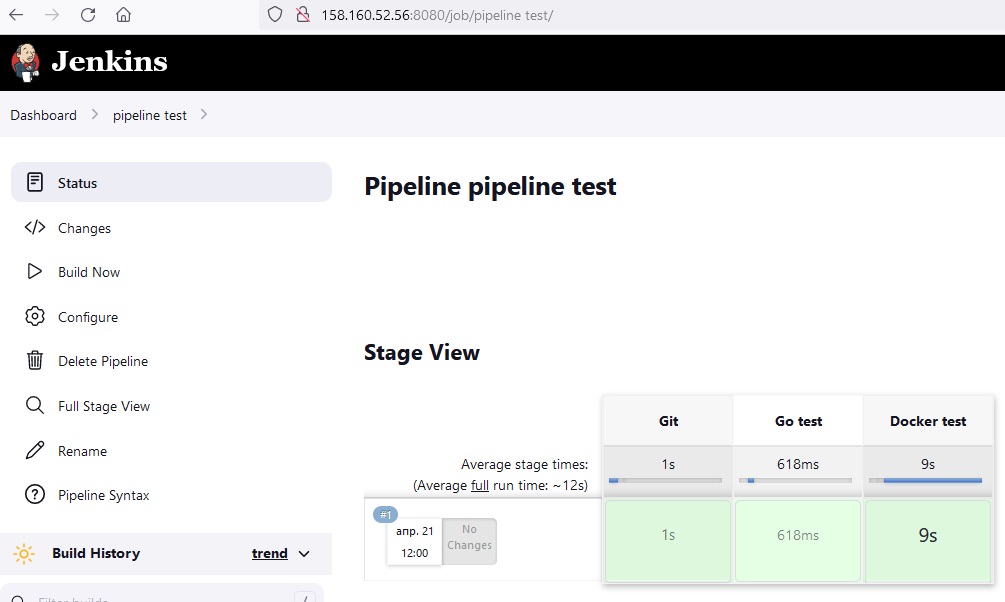 158.160.52.56:8080/job/pipeline test/
Jenkins
Dashboard
pipeline test
Status
Changes
Build Now
Configure
Delete Pipeline
Full Stage View
Rename
Pipeline Syntax
Build History
trend
Filter builds...
/
Pipeline pipeline test
Stage View
Git
Go test
Docker test
Average stage times:
(Average full run time: ~12s)
1s
618ms
9s
#1
апр. 21
12:00
No
Changes
1s
618ms
9s